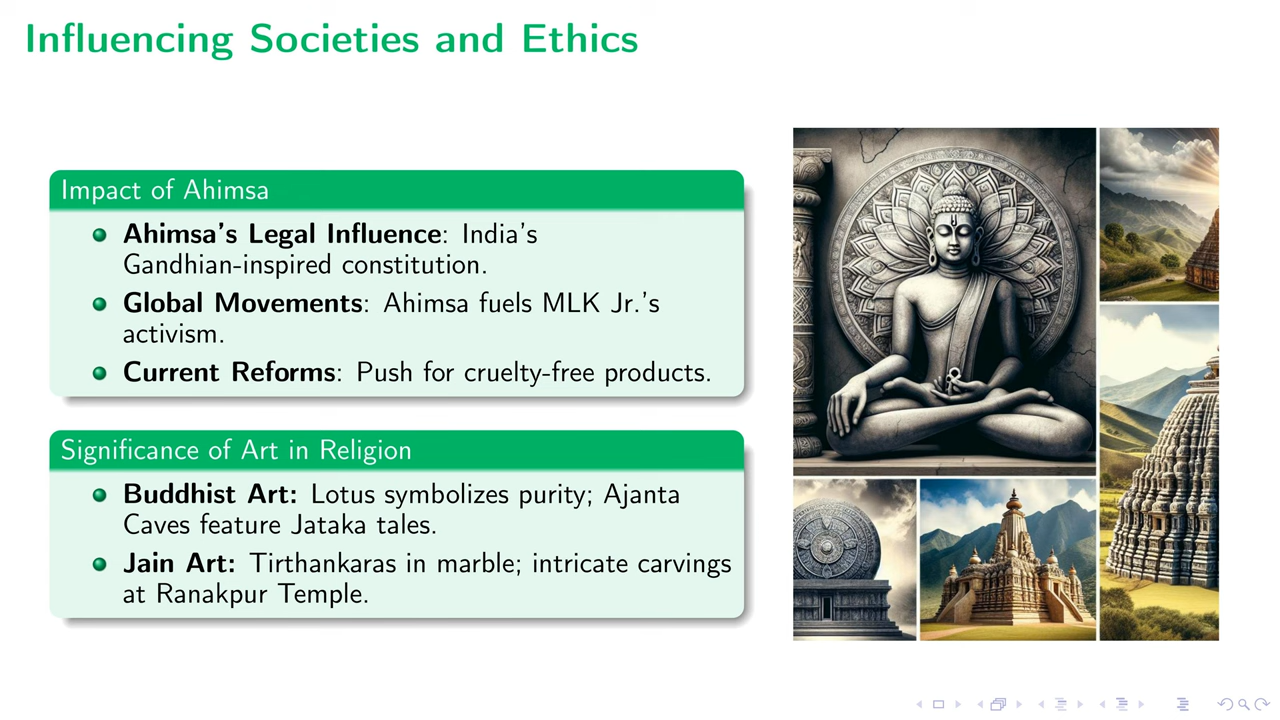 Influencing Societies and Ethics
Impact of Ahimsa
Ahimsa's Legal Influence: India's
Gandhian-inspired constitution.
Global Movements: Ahimsa fuels MLK Jr.'s
activism.
Current Reforms: Push for cruelty-free products.
Significance of Art in Religion
Buddhist Art: Lotus symbolizes purity; Ajanta
Caves feature Jataka tales.
Jain Art: Tirthankaras in marble; intricate carvings
at Ranakpur Temple.